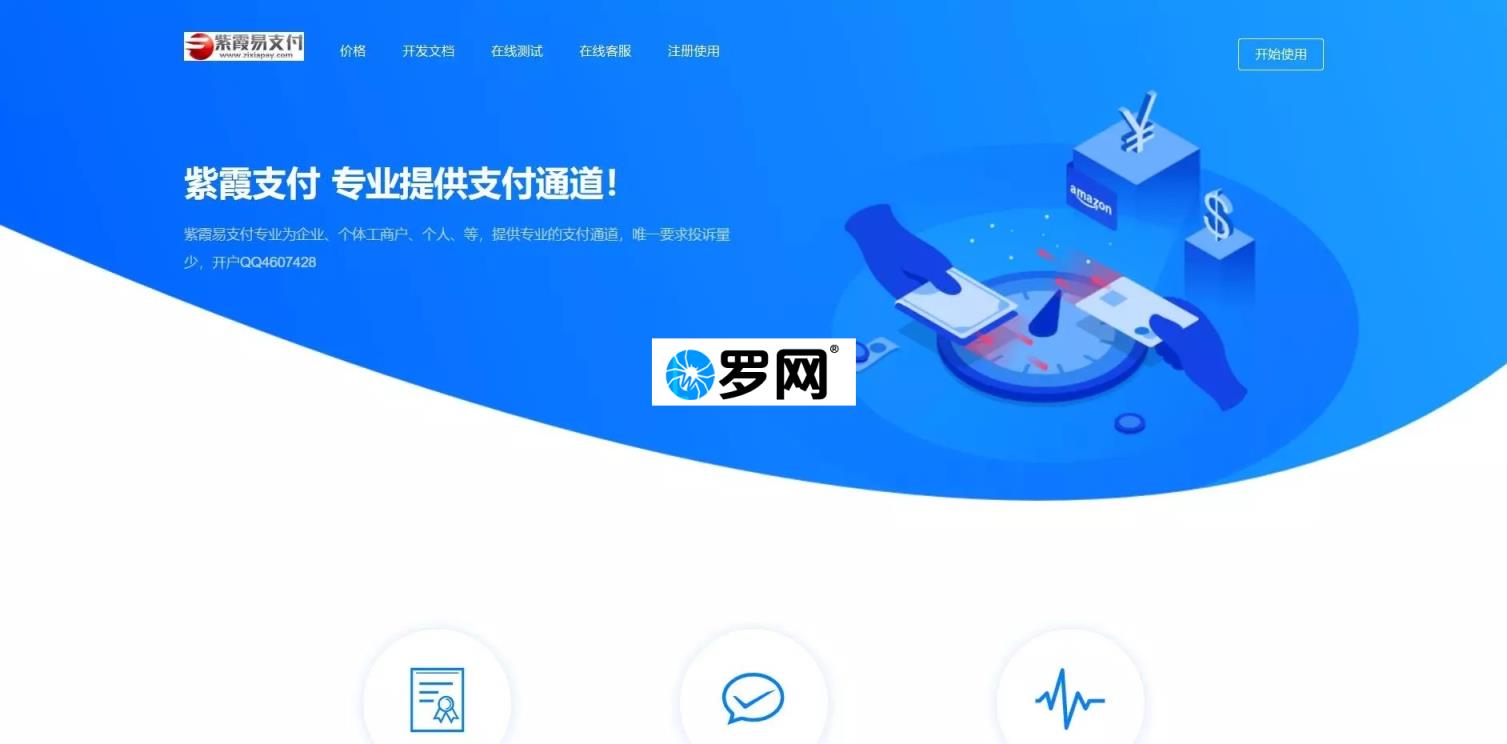 紫霞易支付
www.zixiapay.com
价格
开发文档
在线测试
在线客服
注册使用
开始使用
紫霞支付 专业提供支付通道！
紫霞易支付专业为企业、个体工商户、个人、等，提供专业的支付通道，唯一要求投诉量
少，开户QQ4607428
¥
amazon
$
罗网®